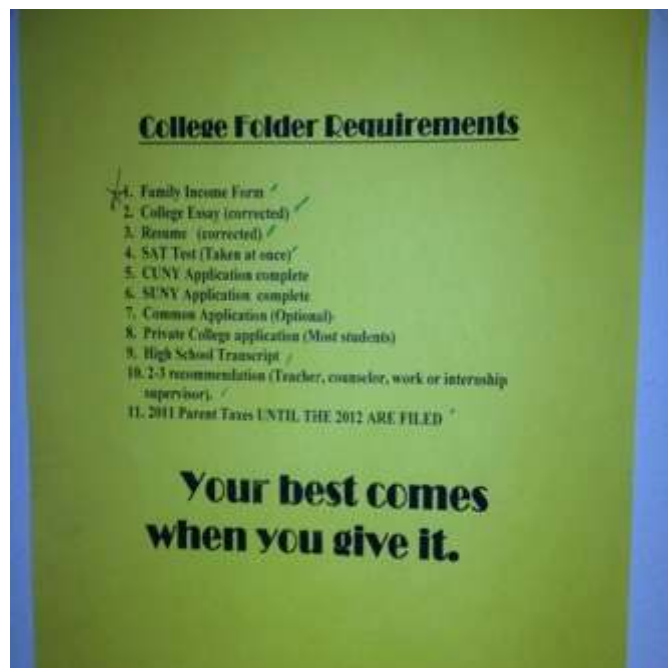 College Folder Requirements
1. Family Income Form
2. College Essay (corrected)
3. Resume (corrected)
4. SAT Test (Taken at once)
5. CUNY Application complete
6. SUNY Application complete
7. Common Application (Optional)
8. Private College application (Most students)
9. High School Transcript
10. 2-3 recommendation (Teacher, counselor, work or internship
supervisor).
11. 2011 Parent Taxes UNTIL THE 2012 ARE FILED
Your best comes
when you give it.